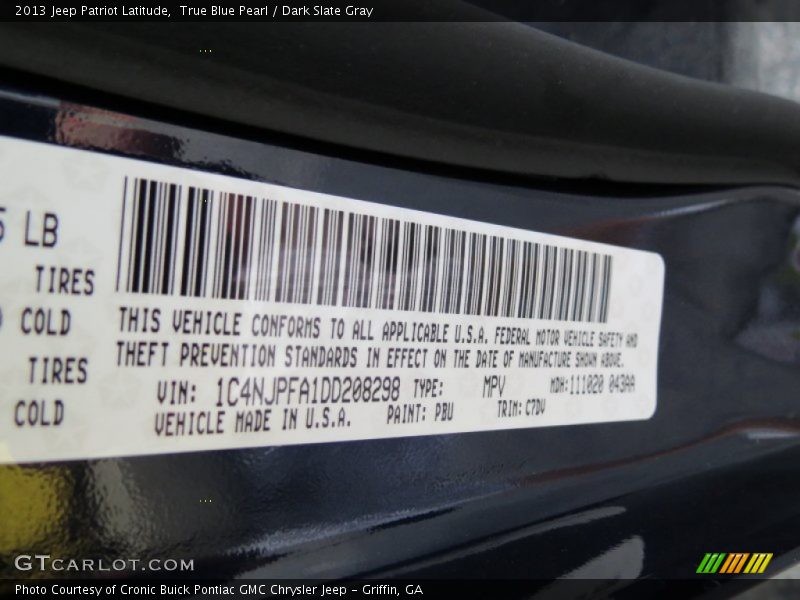 2013 Jeep Patriot Latitude,  True Blue Pearl / Dark Slate Gray
LB
TIRES
COLD
TIRES
COLD
THIS VEHICLE CONFORMS TO ALL APPLICABLE U.S.A. FEDERAL MOTOR VEHICLE SAFETY AND
THEFT PREVENTION STANDARDS IN EFFECT ON THE DATE OF MANUFACTURE SHOWN ABOVE.
VIN: 1C4NJPFA1DD208298 TYPE: MPV MDH:111020 043AA
VEHICLE MADE IN U.S.A. PAINT: PBU TRIM: C7DV
GTCARLOT.COM
Photo Courtesy of Cronic Buick Pontiac GMC Chrysler Jeep – Griffin, GA